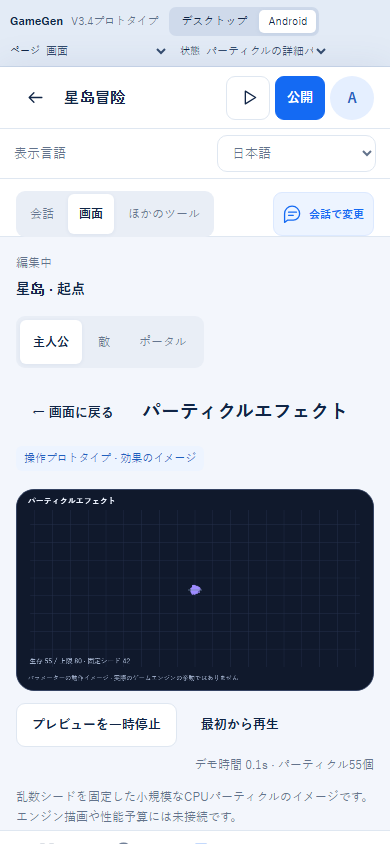 GameGen V3.4プロトタイプ デスクトップ Android
ページ 画面 状態 パーティクルの詳細パ
星岛冒险 公開 A
表示言語 日本語
会話 画面 ほかのツール 会話で変更
編集中
星岛 · 起点
主人公 敵 ポータル
← 画面に戻る パーティクルエフェクト
操作プロトタイプ · 効果のイメージ
パーティクルエフェクト
生存 55 / 上限 60 · 固定シード 42
パラメーターの動作イメージ · 実際のゲームエンジンの挙動ではありません
プレビューを一時停止 最初から再生
デモ時間 0.1s · パーティクル55個
乱数シードを固定した小規模なCPUパーティクルのイメージです。
エンジン描画や性能予算には未接続です。